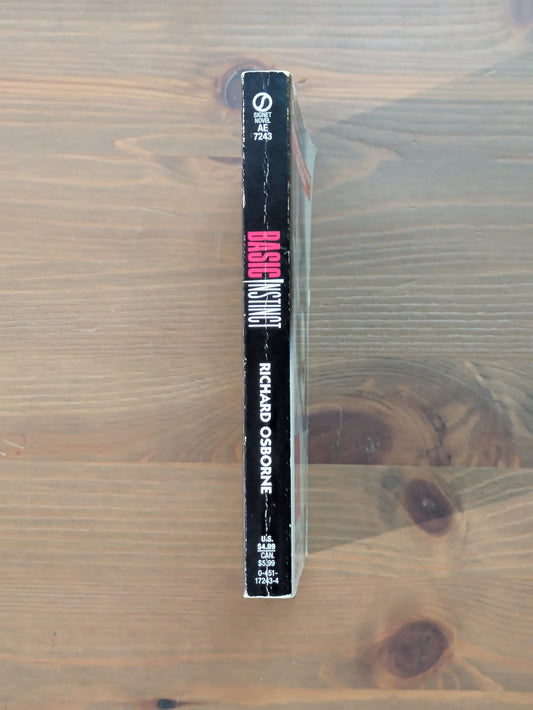 SIGNET
NOVEL
AE
7243
BASIC INSTINCT
RICHARD OSBORNE
U.S.
$4.99
CAN.
$5.99
0-451-
17243-4